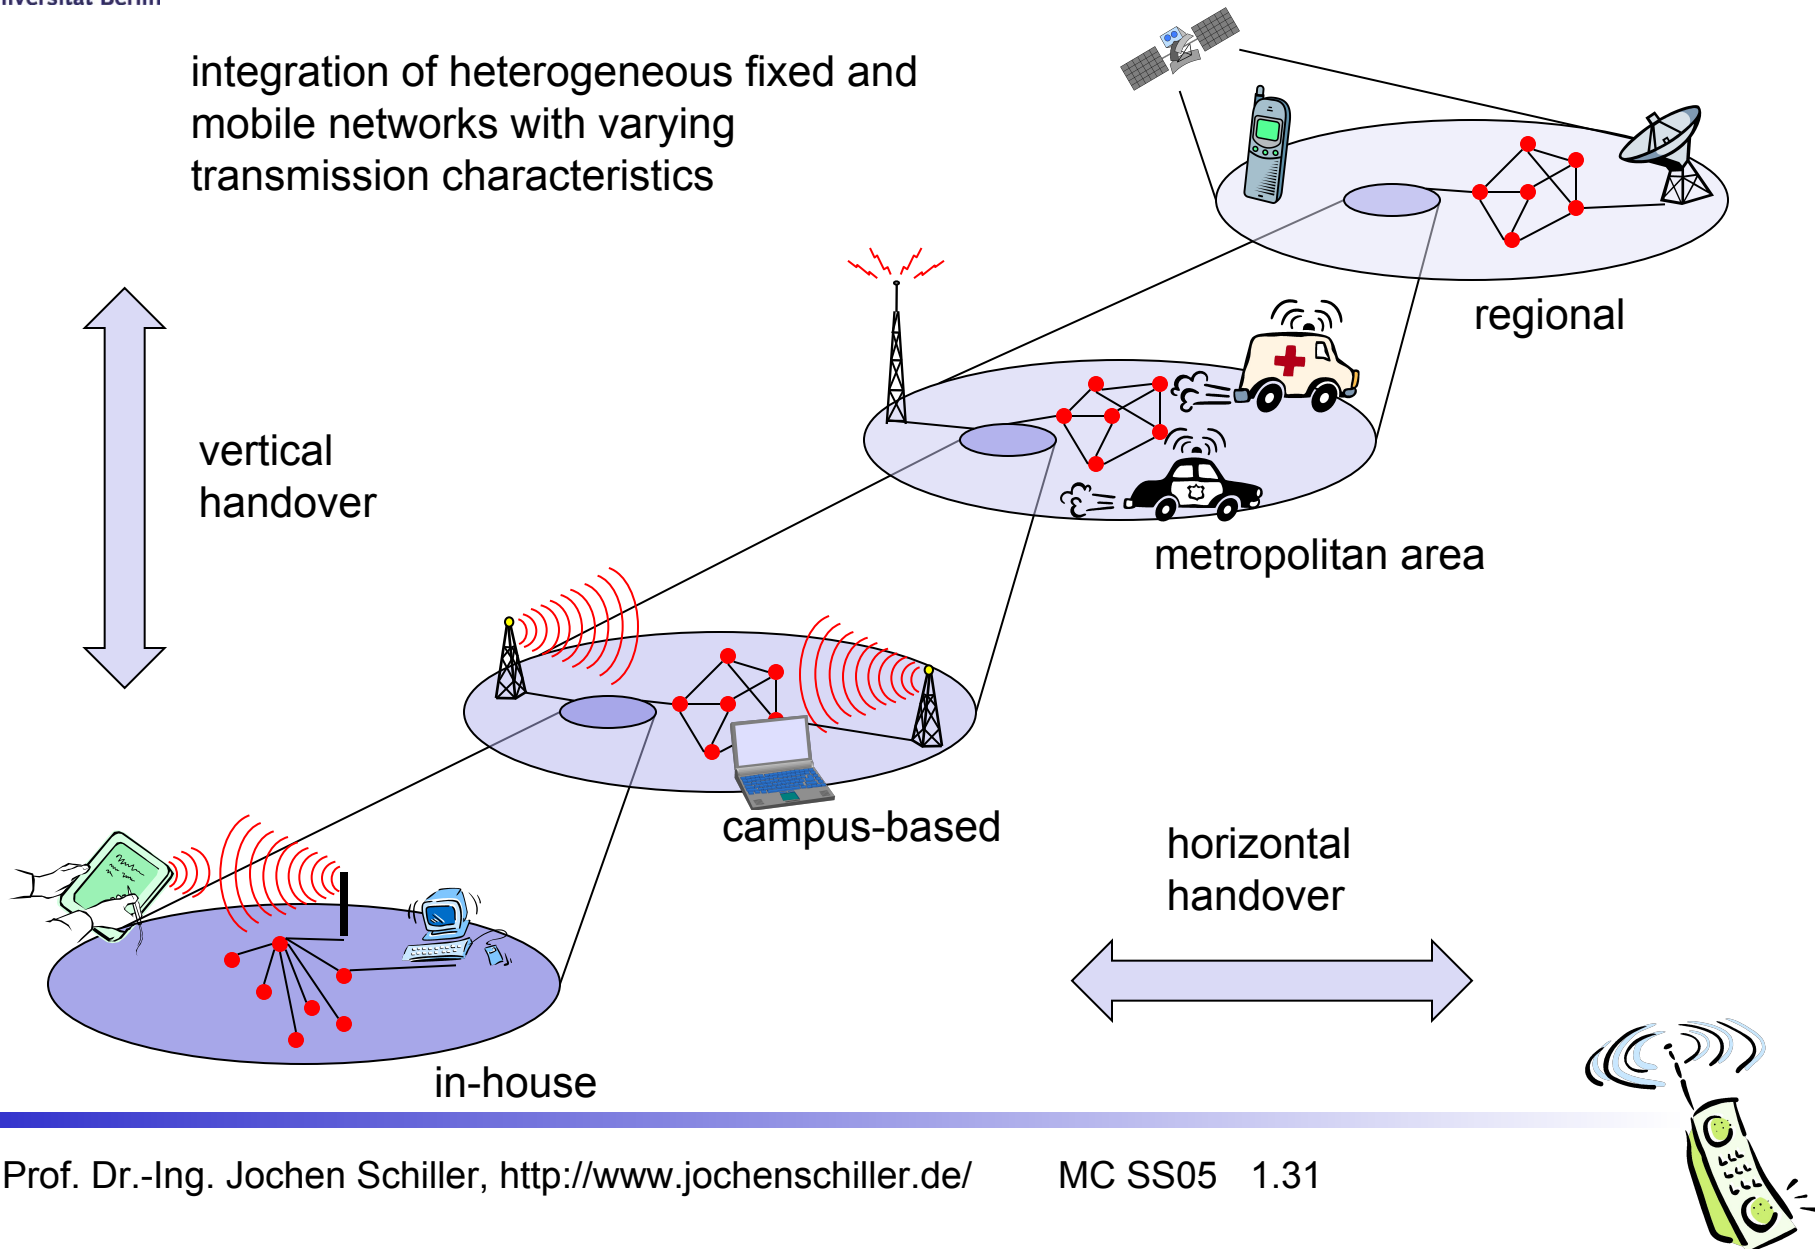 integration of heterogeneous fixed and
mobile networks with varying
transmission characteristics
regional
vertical
handover
metropolitan area
campus-based
horizontal
handover
in-house
Prof. Dr.-Ing. Jochen Schiller, http://www.jochenschiller.de/ MC SS05 1.31